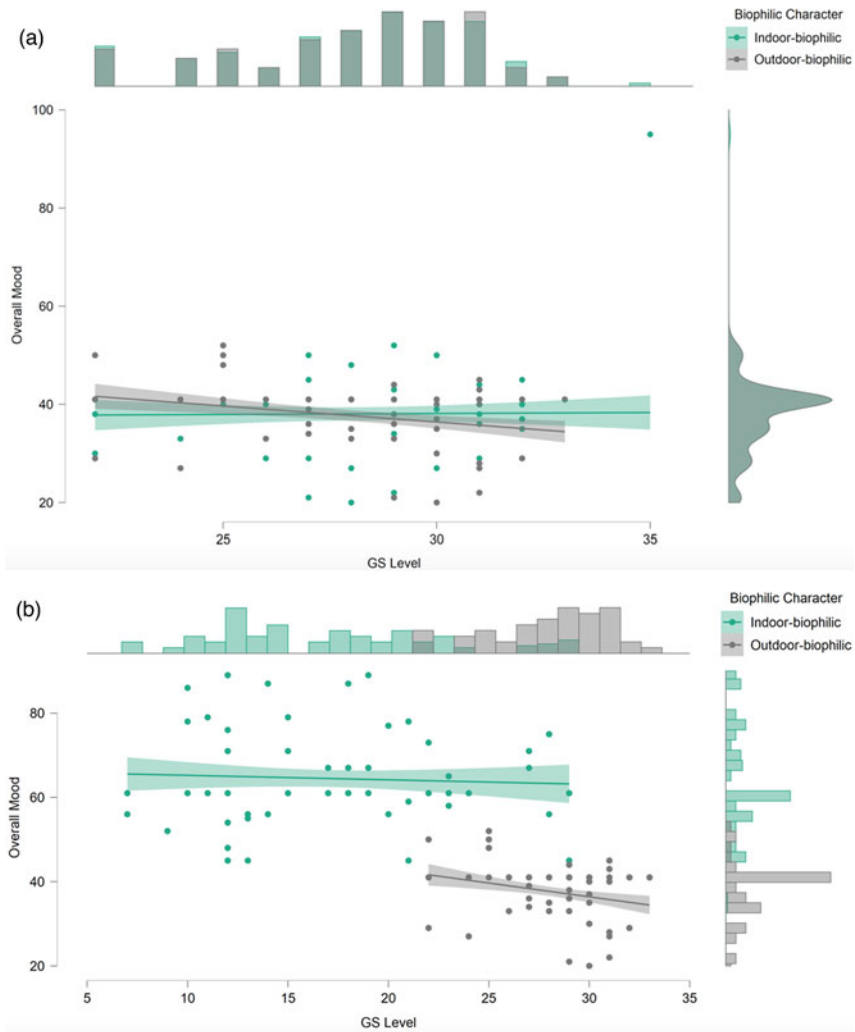 (a)
Biophilic Character
Indoor-biophilic
Outdoor-biophilic
100
80
60
40
20
Overall Mood
25
30
35
GS Level
(b)
Biophilic Character
Indoor-biophilic
Outdoor-biophilic
80
60
40
20
Overall Mood
5
10
15
20
25
30
35
GS Level